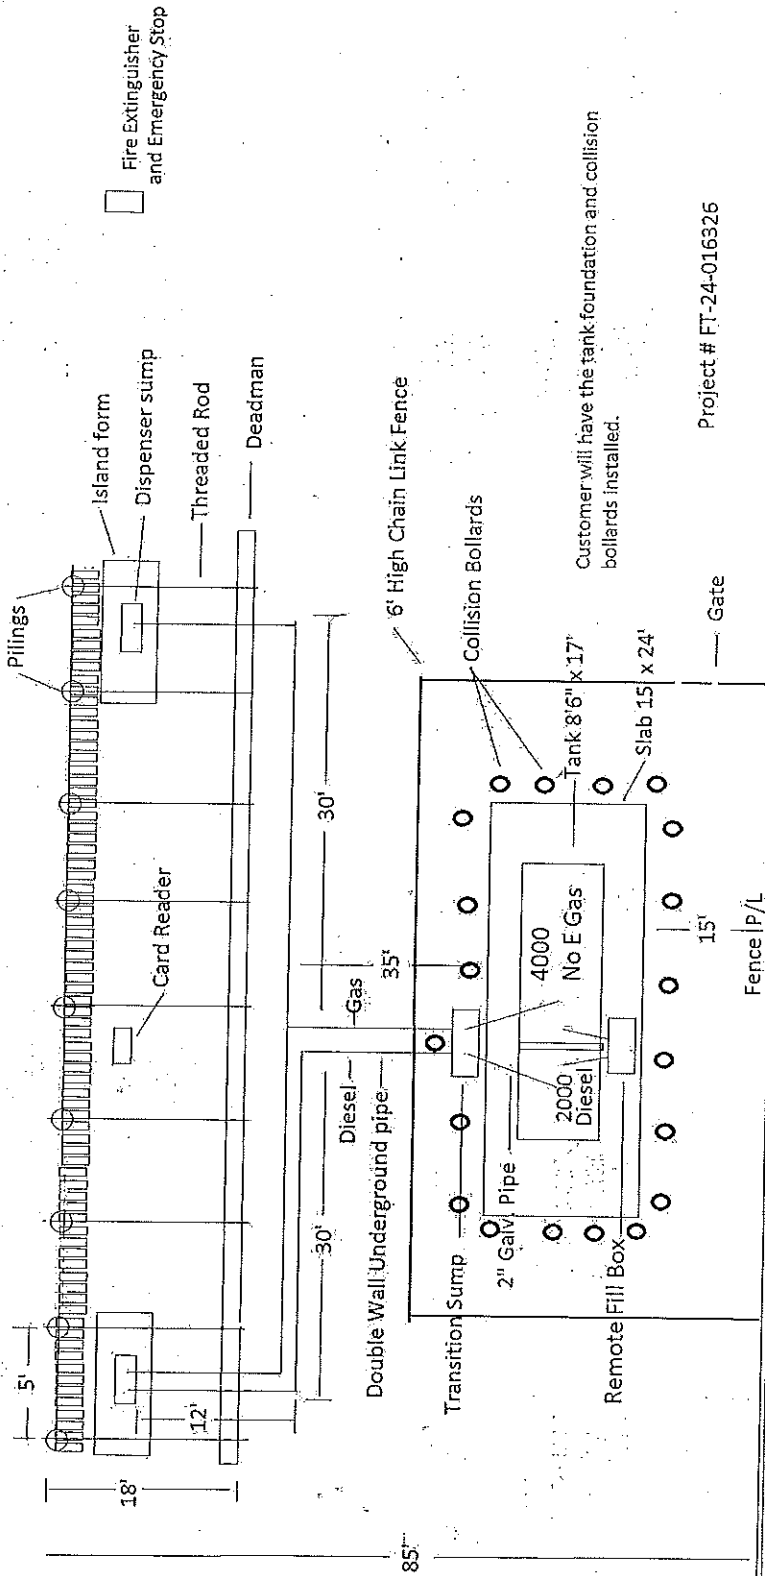 Fire Extinguisher
and Emergency Stop
Pilings
Island form
Dispenser sump
Threaded Rod
Deadman
5'
18'
12'
Card Reader
30'
30'
35'
85'
Diesel
Gas
Double Wall Underground pipe
6' High Chain Link Fence
Collision Bollards
Transition Sump
2" Galv. Pipe
2000
Diesel
4000
No E Gas
Tank 8'6" x 17'
Slab 15' x 24'
Remote Fill Box
15'
Gate
Fence P/L
Customer will have the tank foundation and collision
bollards installed.
Project # FT-24-016326